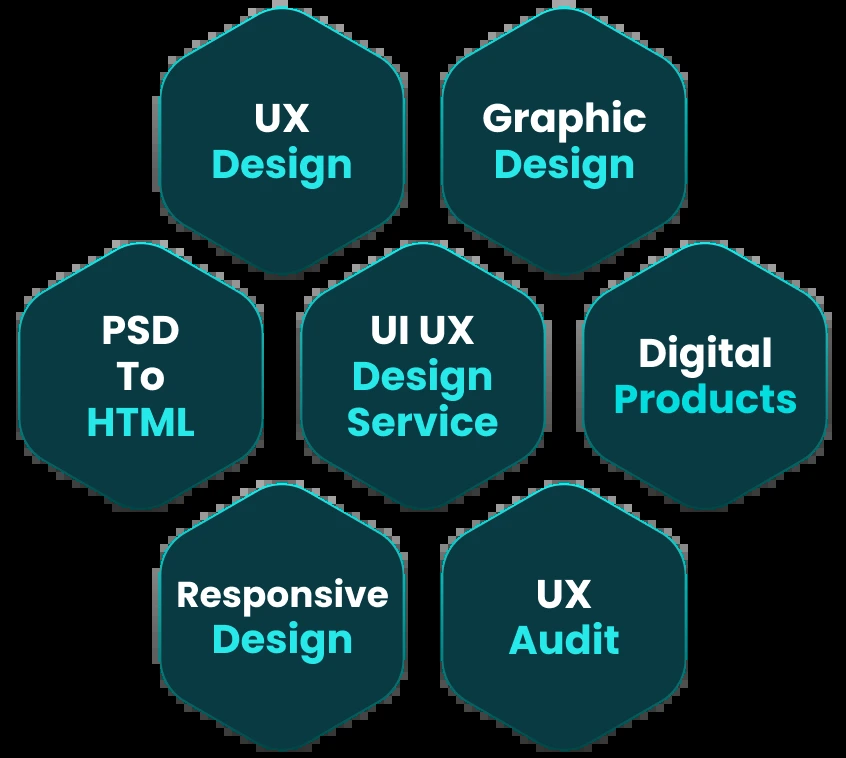 UX
Design
Graphic
Design
PSD
To
HTML
UI UX
Design
Service
Digital
Products
Responsive
Design
UX
Audit